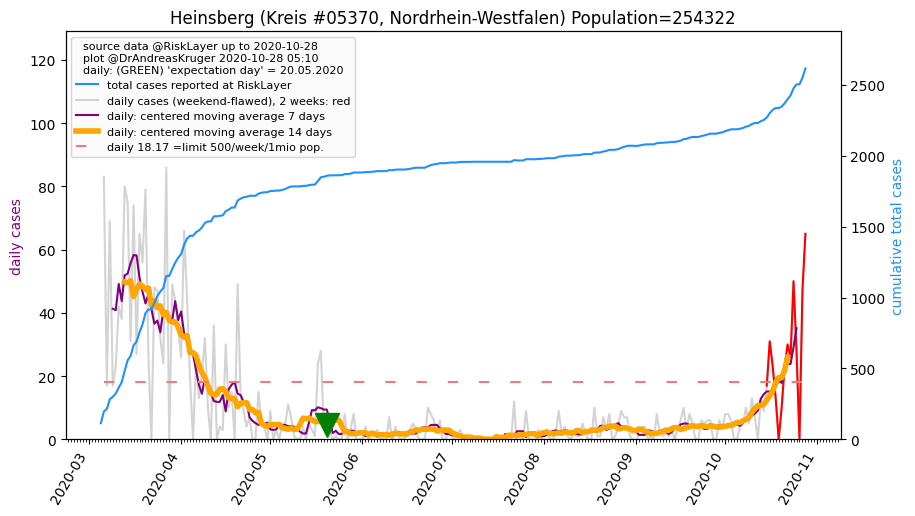 Heinsberg (Kreis #05370, Nordrhein-Westfalen) Population=254322
source data @RiskLayer up to 2020-10-28
plot @DrAndreasKruger 2020-10-28 05:10
daily: (GREEN) 'expectation day' = 20.05.2020
total cases reported at RiskLayer
daily cases (weekend-flawed), 2 weeks: red
daily: centered moving average 7 days
daily: centered moving average 14 days
daily 18.17 =limit 500/week/1mio pop.
daily cases
120
100
80
60
40
20
0
cumulative total cases
2500
2000
1500
1000
500
0
2020-03
2020-04
2020-05
2020-06
2020-07
2020-08
2020-09
2020-10
2020-11